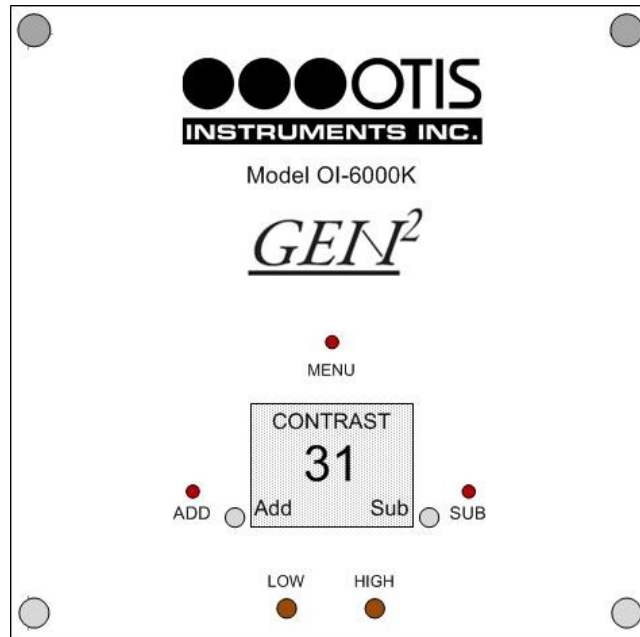 OTIS
INSTRUMENTS INC.
Model OI-6000K
GEN²
MENU
CONTRAST
31
Add Sub
ADD SUB
LOW HIGH